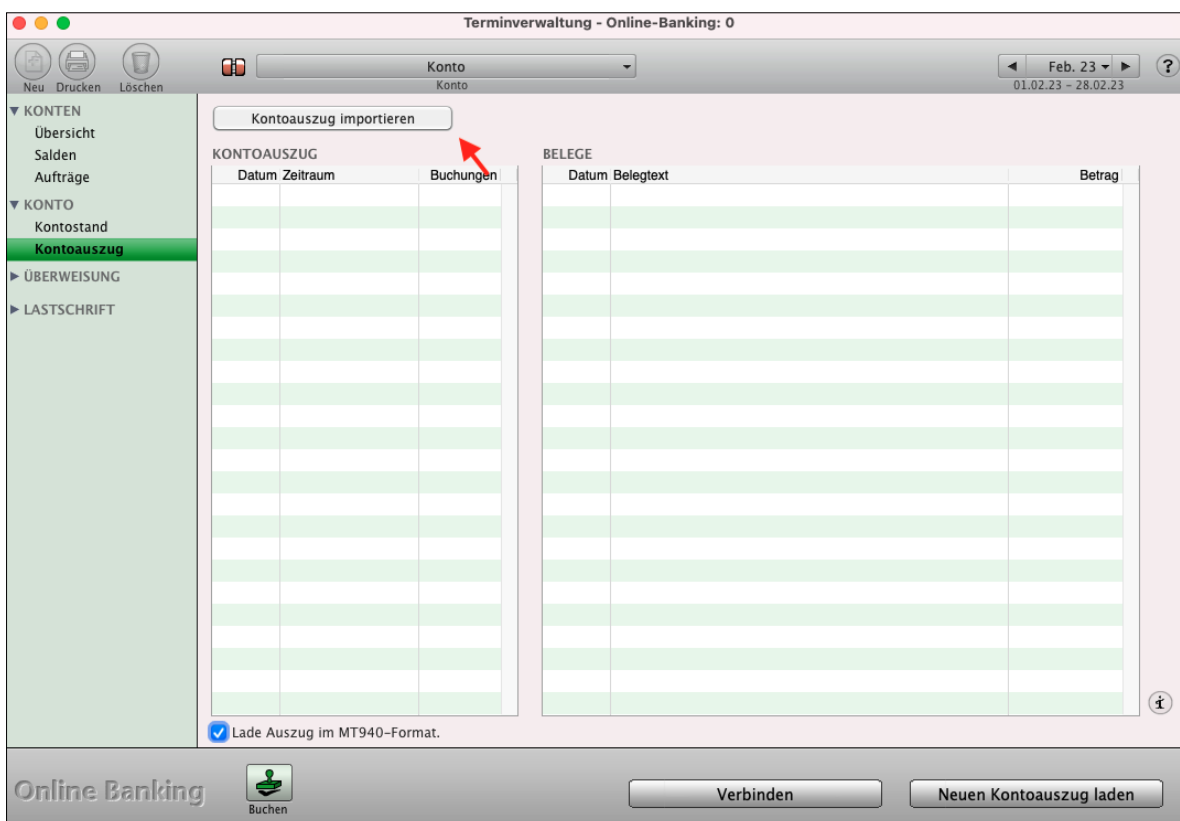 Terminverwaltung - Online-Banking: 0
Neu Drucken Löschen
Konto
Konto
Feb. 23
01.02.23 - 28.02.23
?
KONTEN
Übersicht
Salden
Aufträge
KONTO
Kontostand
Kontoauszug
ÜBERWEISUNG
LASTSCHRIFT
Kontoauszug importieren
KONTOAUSZUG
Datum Zeitraum Buchungen
BELEGE
Datum Belegtext Betrag
i
Lade Auszug im MT940-Format.
Online Banking
Buchen
Verbinden
Neuen Kontoauszug laden